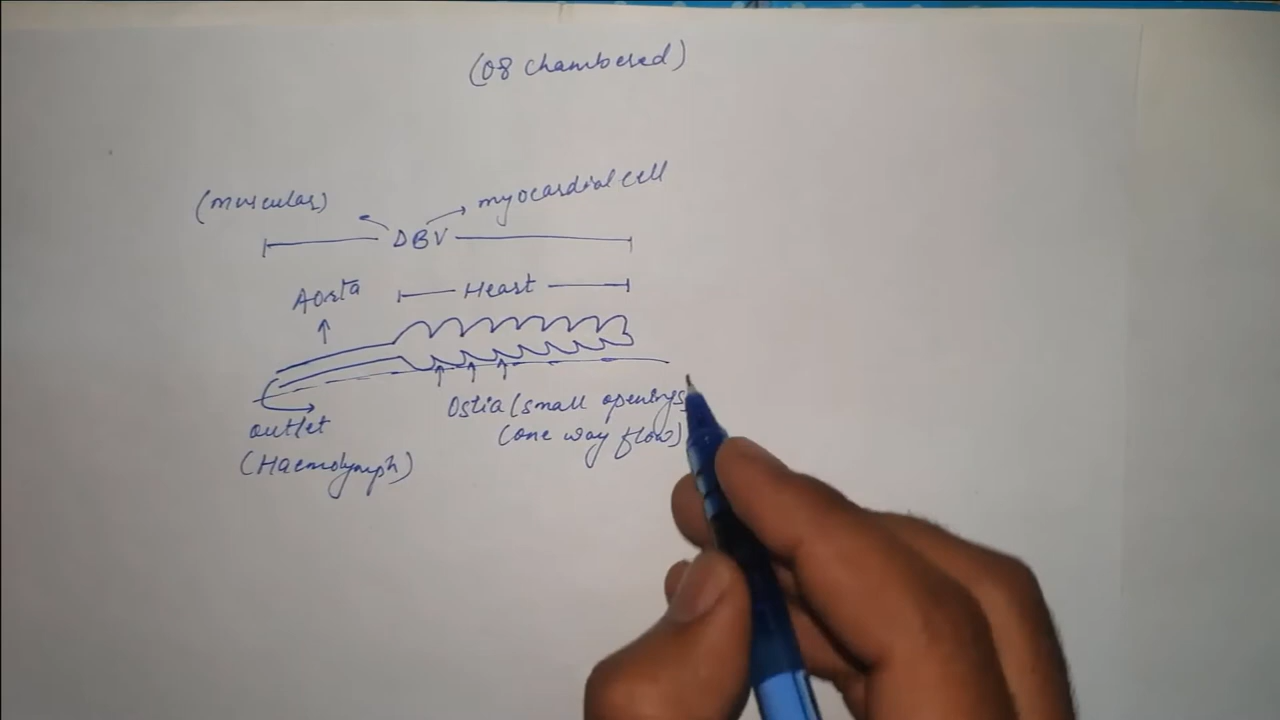 (08 chambered)
(muscular)
myocardial cell
DBV
Aorta
Heart
Ostia (small openings
outlet
(one way flow)
(Haemolymph)